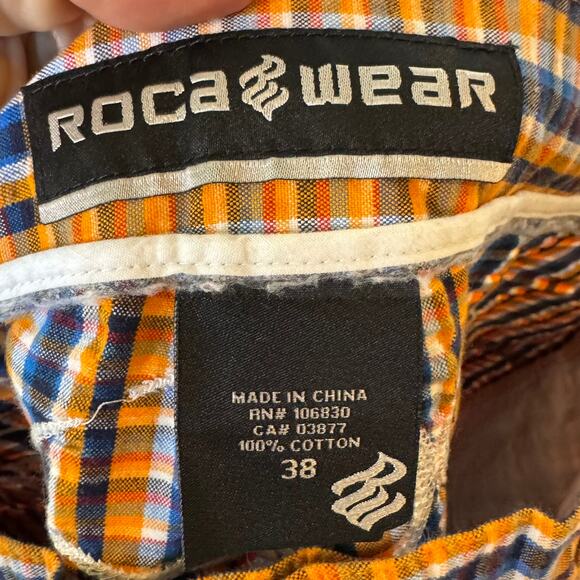 ROCA WEAR
MADE IN CHINA
RN# 106830
CA# 03877
100% COTTON
38